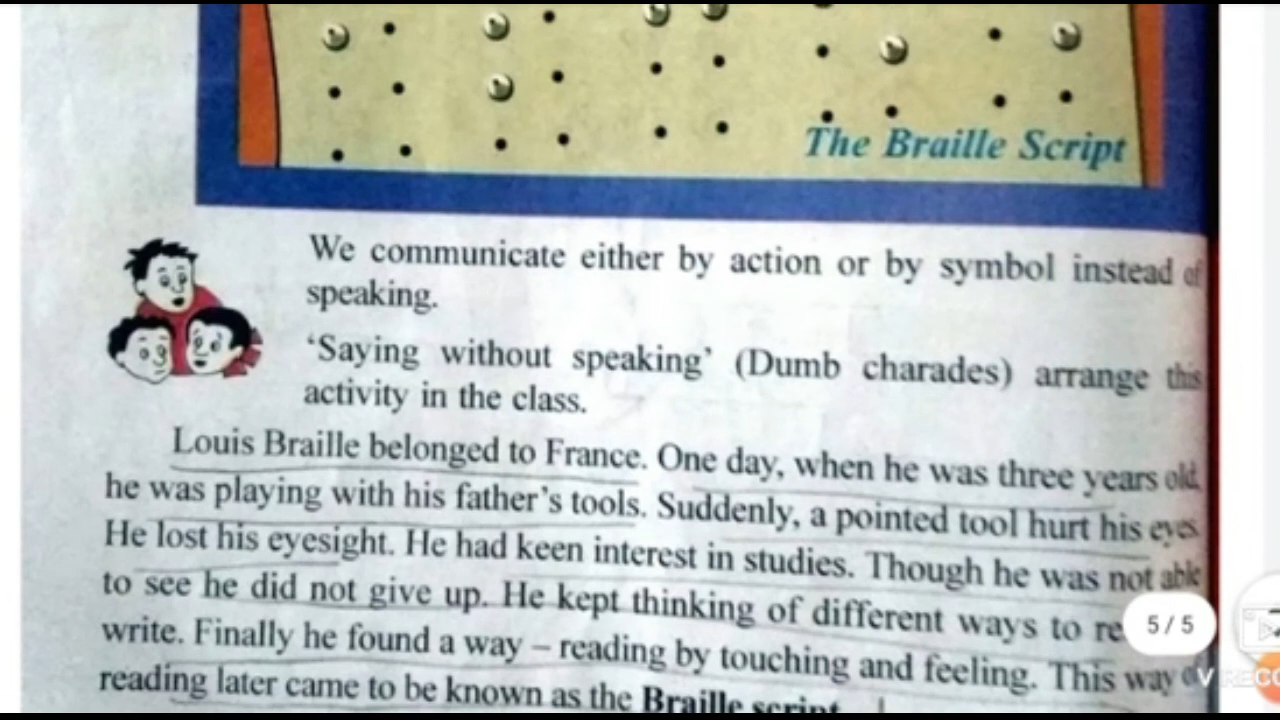 The Braille Script
We communicate either by action or by symbol instead of
speaking.
‘Saying without speaking’ (Dumb charades) arrange this
activity in the class.
Louis Braille belonged to France. One day, when he was three years old,
he was playing with his father’s tools. Suddenly, a pointed tool hurt his eyes.
He lost his eyesight. He had keen interest in studies. Though he was not able
to see he did not give up. He kept thinking of different ways to
5 / 5
write. Finally he found a way – reading by touching and feeling. This way of
reading later came to be known as the Braille script